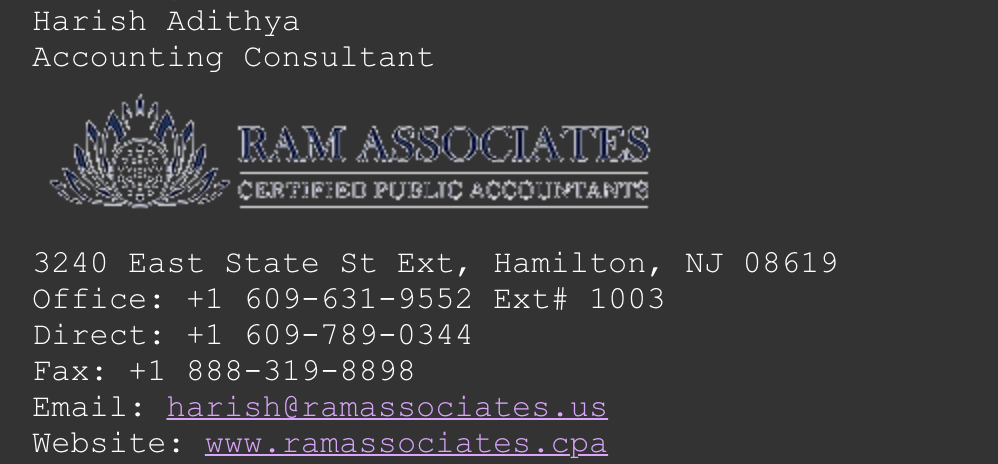 Harish Adithya
Accounting Consultant
RAM ASSOCIATES
CERTIFIED PUBLIC ACCOUNTANTS
3240 East State St Ext, Hamilton, NJ 08619
Office: +1 609-631-9552 Ext# 1003
Direct: +1 609-789-0344
Fax: +1 888-319-8898
Email: harish@ramassociates.us
Website: www.ramassociates.cpa